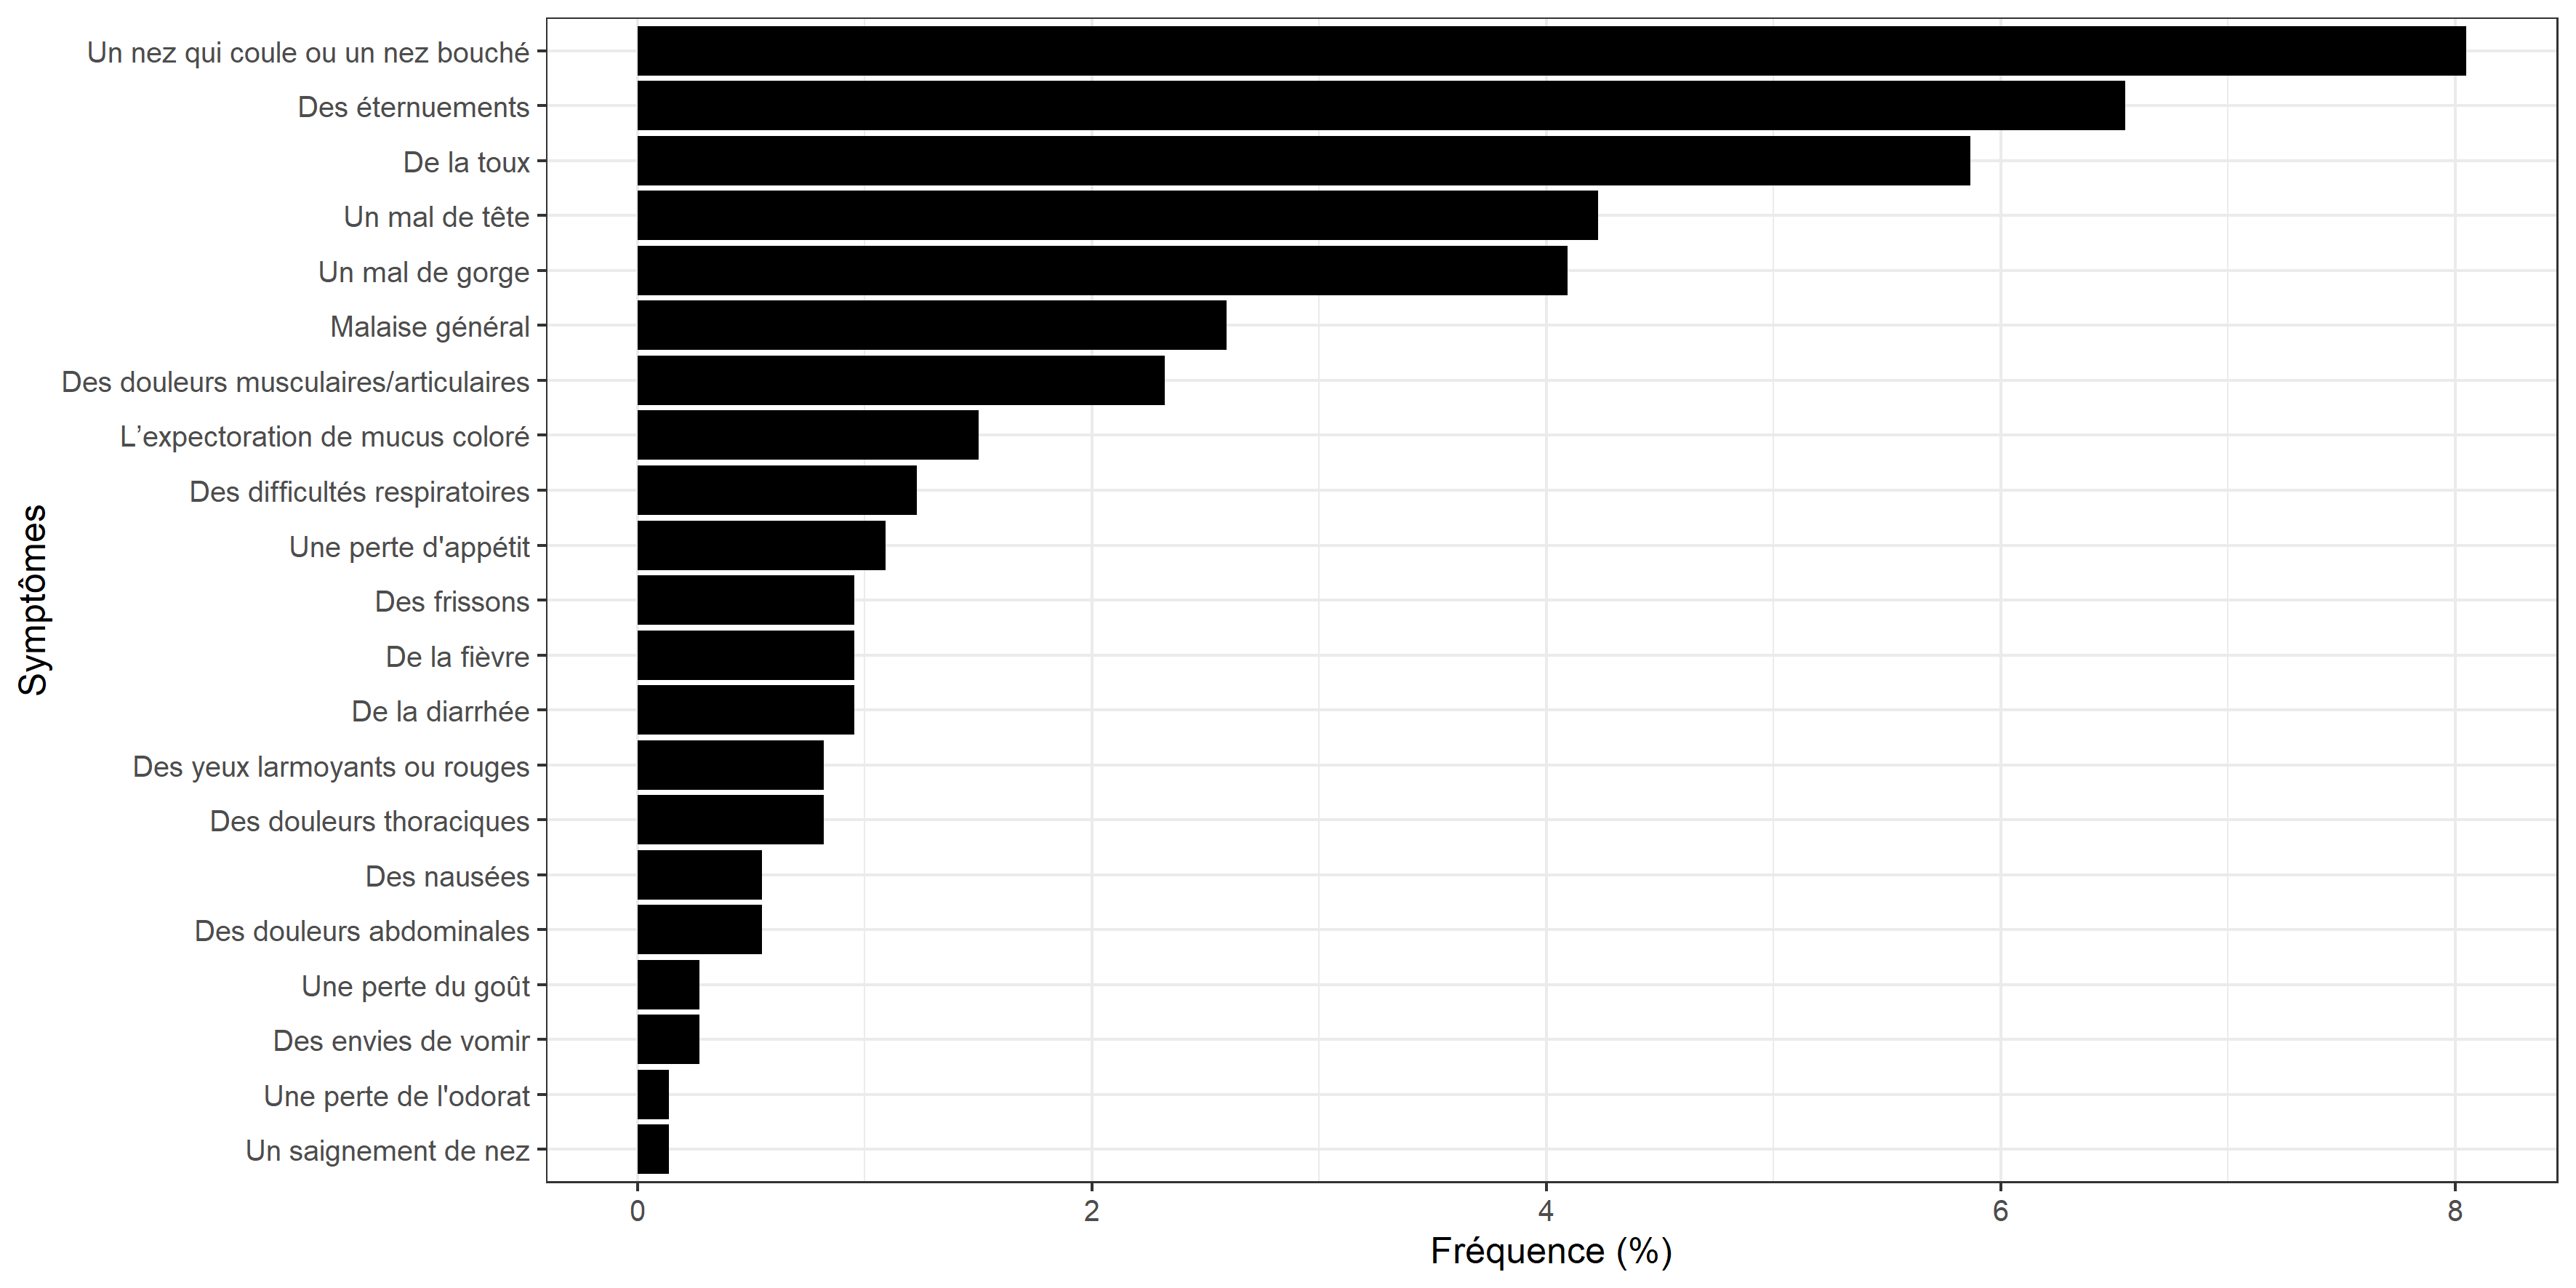 Un nez qui coule ou un nez bouché
Des éternuements
De la toux
Un mal de tête
Un mal de gorge
Malaise général
Des douleurs musculaires/articulaires
L’expectoration de mucus coloré
Des difficultés respiratoires
Une perte d'appétit
Des frissons
De la fièvre
De la diarrhée
Des yeux larmoyants ou rouges
Des douleurs thoraciques
Des nausées
Des douleurs abdominales
Une perte du goût
Des envies de vomir
Une perte de l'odorat
Un saignement de nez
Symptômes
0 2 4 6 8
Fréquence (%)